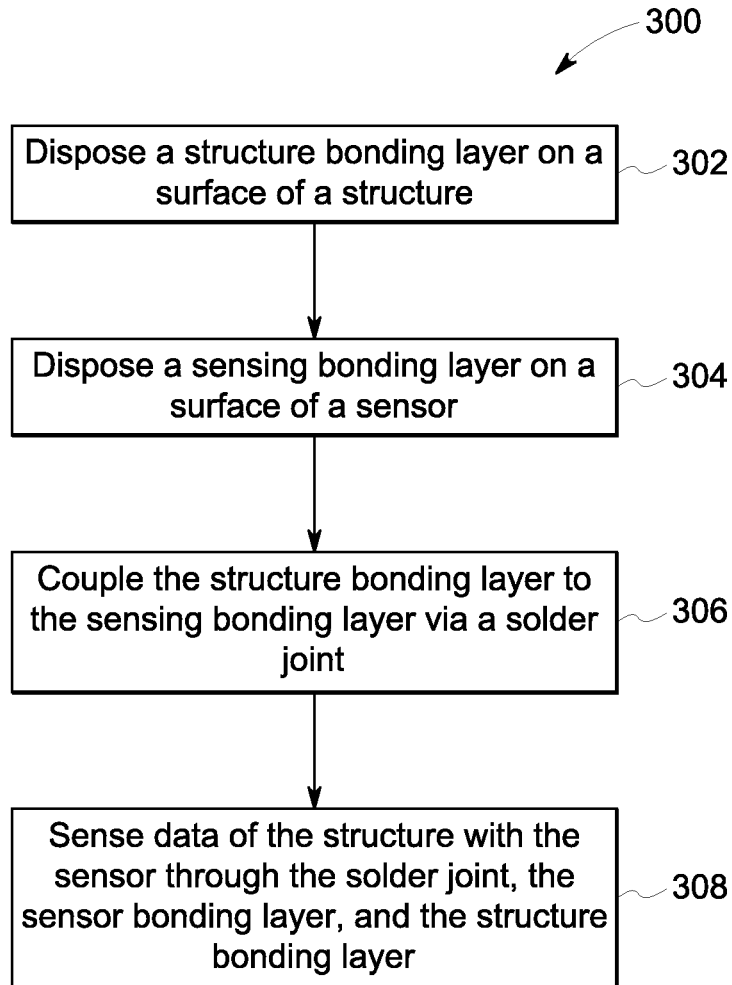 300
Dispose a structure bonding layer on a
surface of a structure
302
Dispose a sensing bonding layer on a
surface of a sensor
304
Couple the structure bonding layer to
the sensing bonding layer via a solder
joint
306
Sense data of the structure with the
sensor through the solder joint, the
sensor bonding layer, and the structure
bonding layer
308